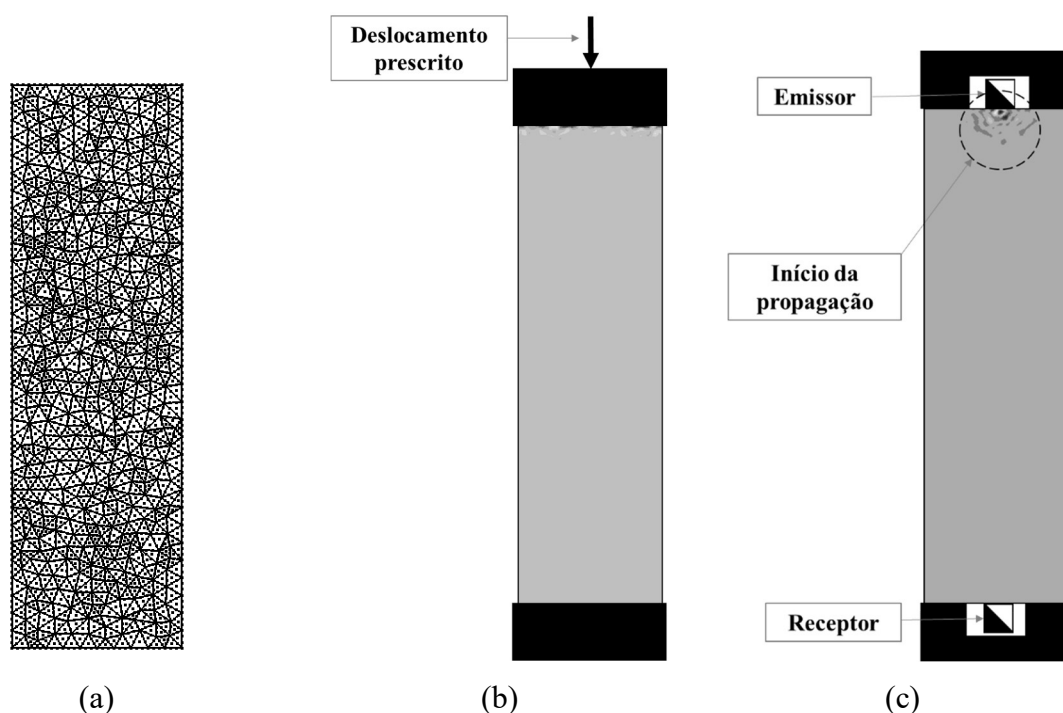 Deslocamento
prescrito
Emissor
Início da
propagação
Receptor
(a)
(b)
(c)